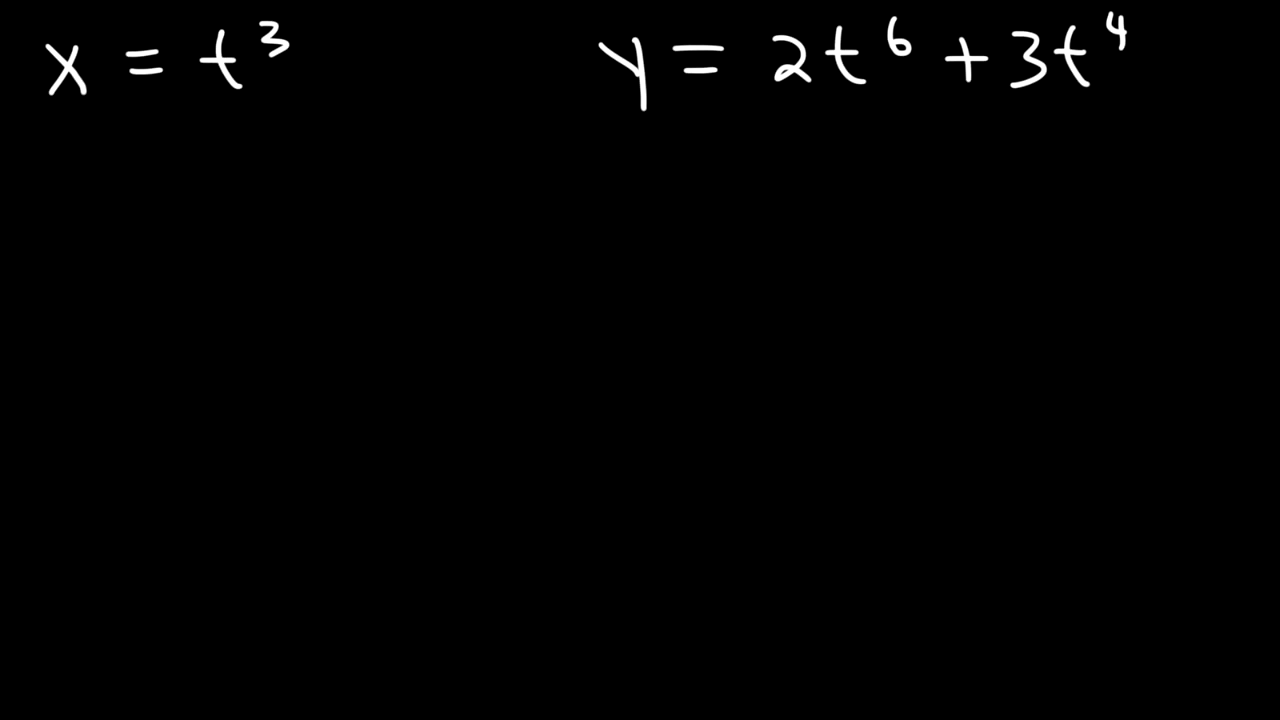 x = t³ y = 2t⁶ + 3t⁴